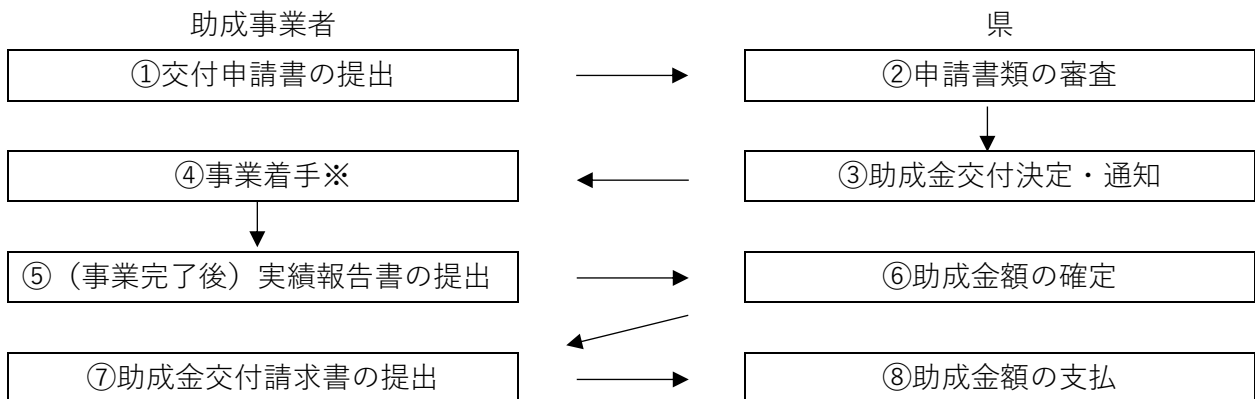 助成事業者
県
①交付申請書の提出
②申請書類の審査
④事業着手※
③助成金交付決定・通知
⑤（事業完了後）実績報告書の提出
⑥助成金額の確定
⑦助成金交付請求書の提出
⑧助成金額の支払